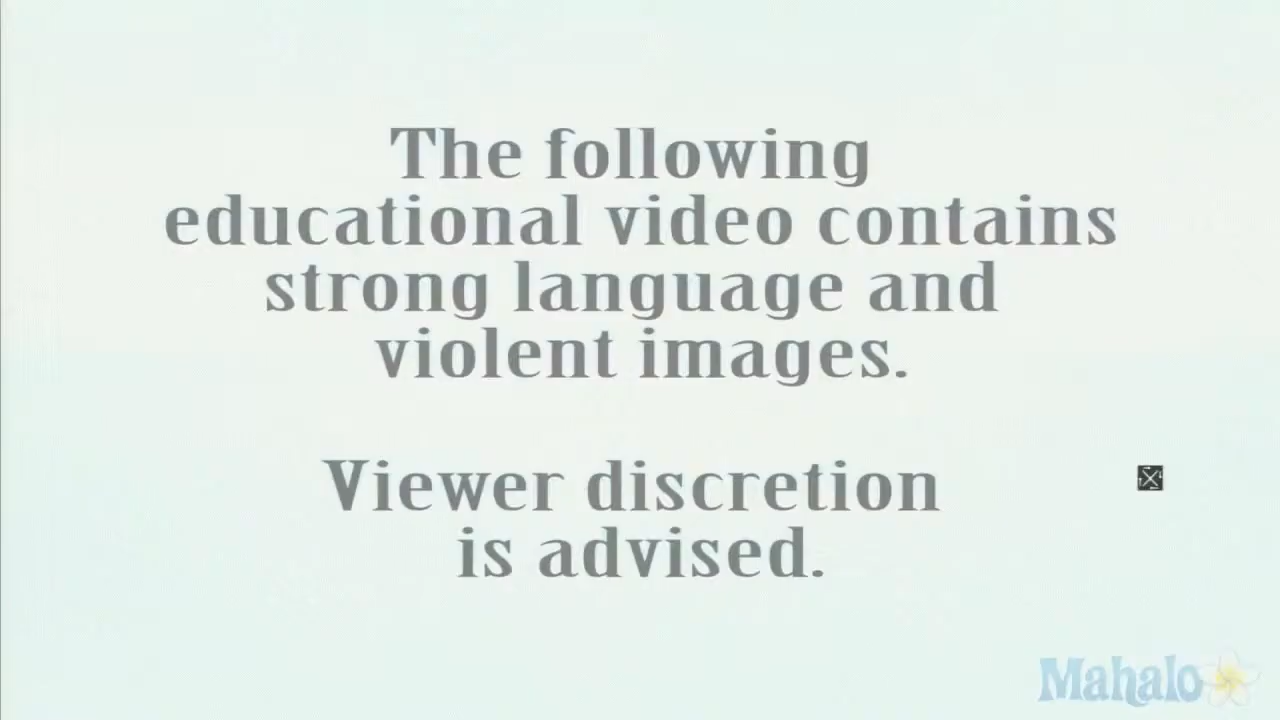 The following
educational video contains
strong language and
violent images.
Viewer discretion
is advised.
Mahalo